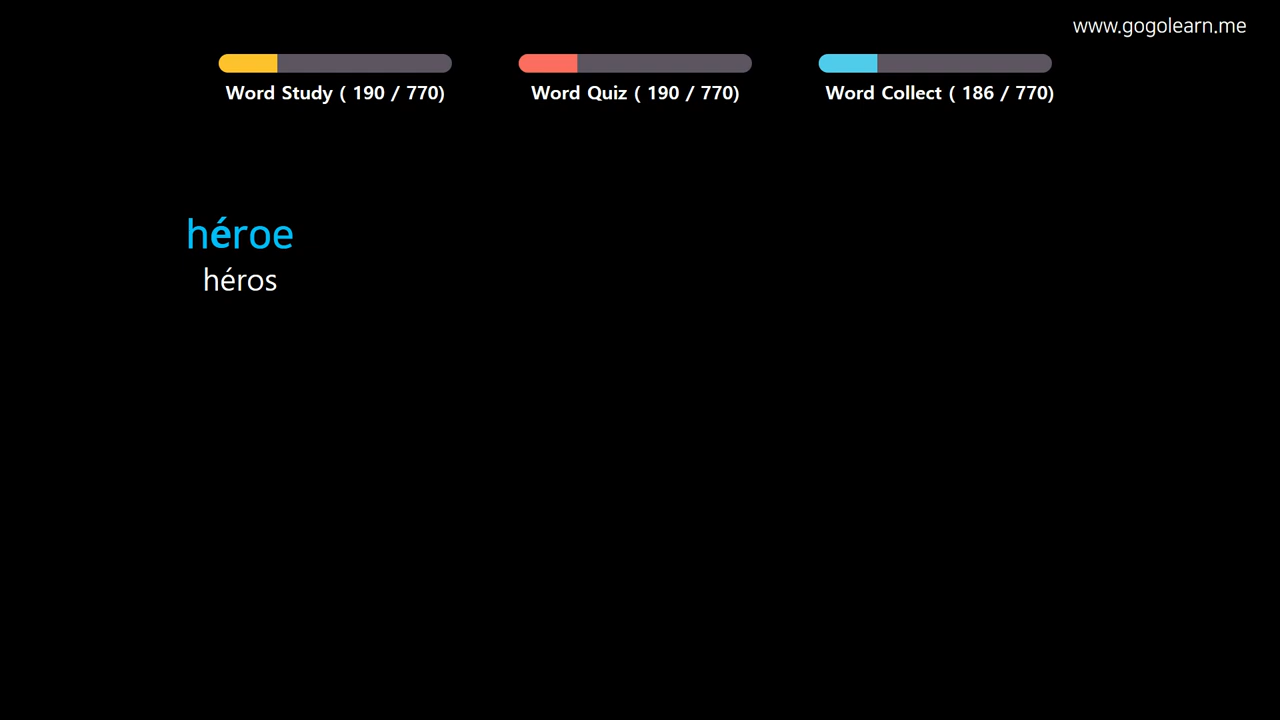 www.gogolearn.me
Word Study ( 190 / 770)
Word Quiz ( 190 / 770)
Word Collect ( 186 / 770)
héroe
héros